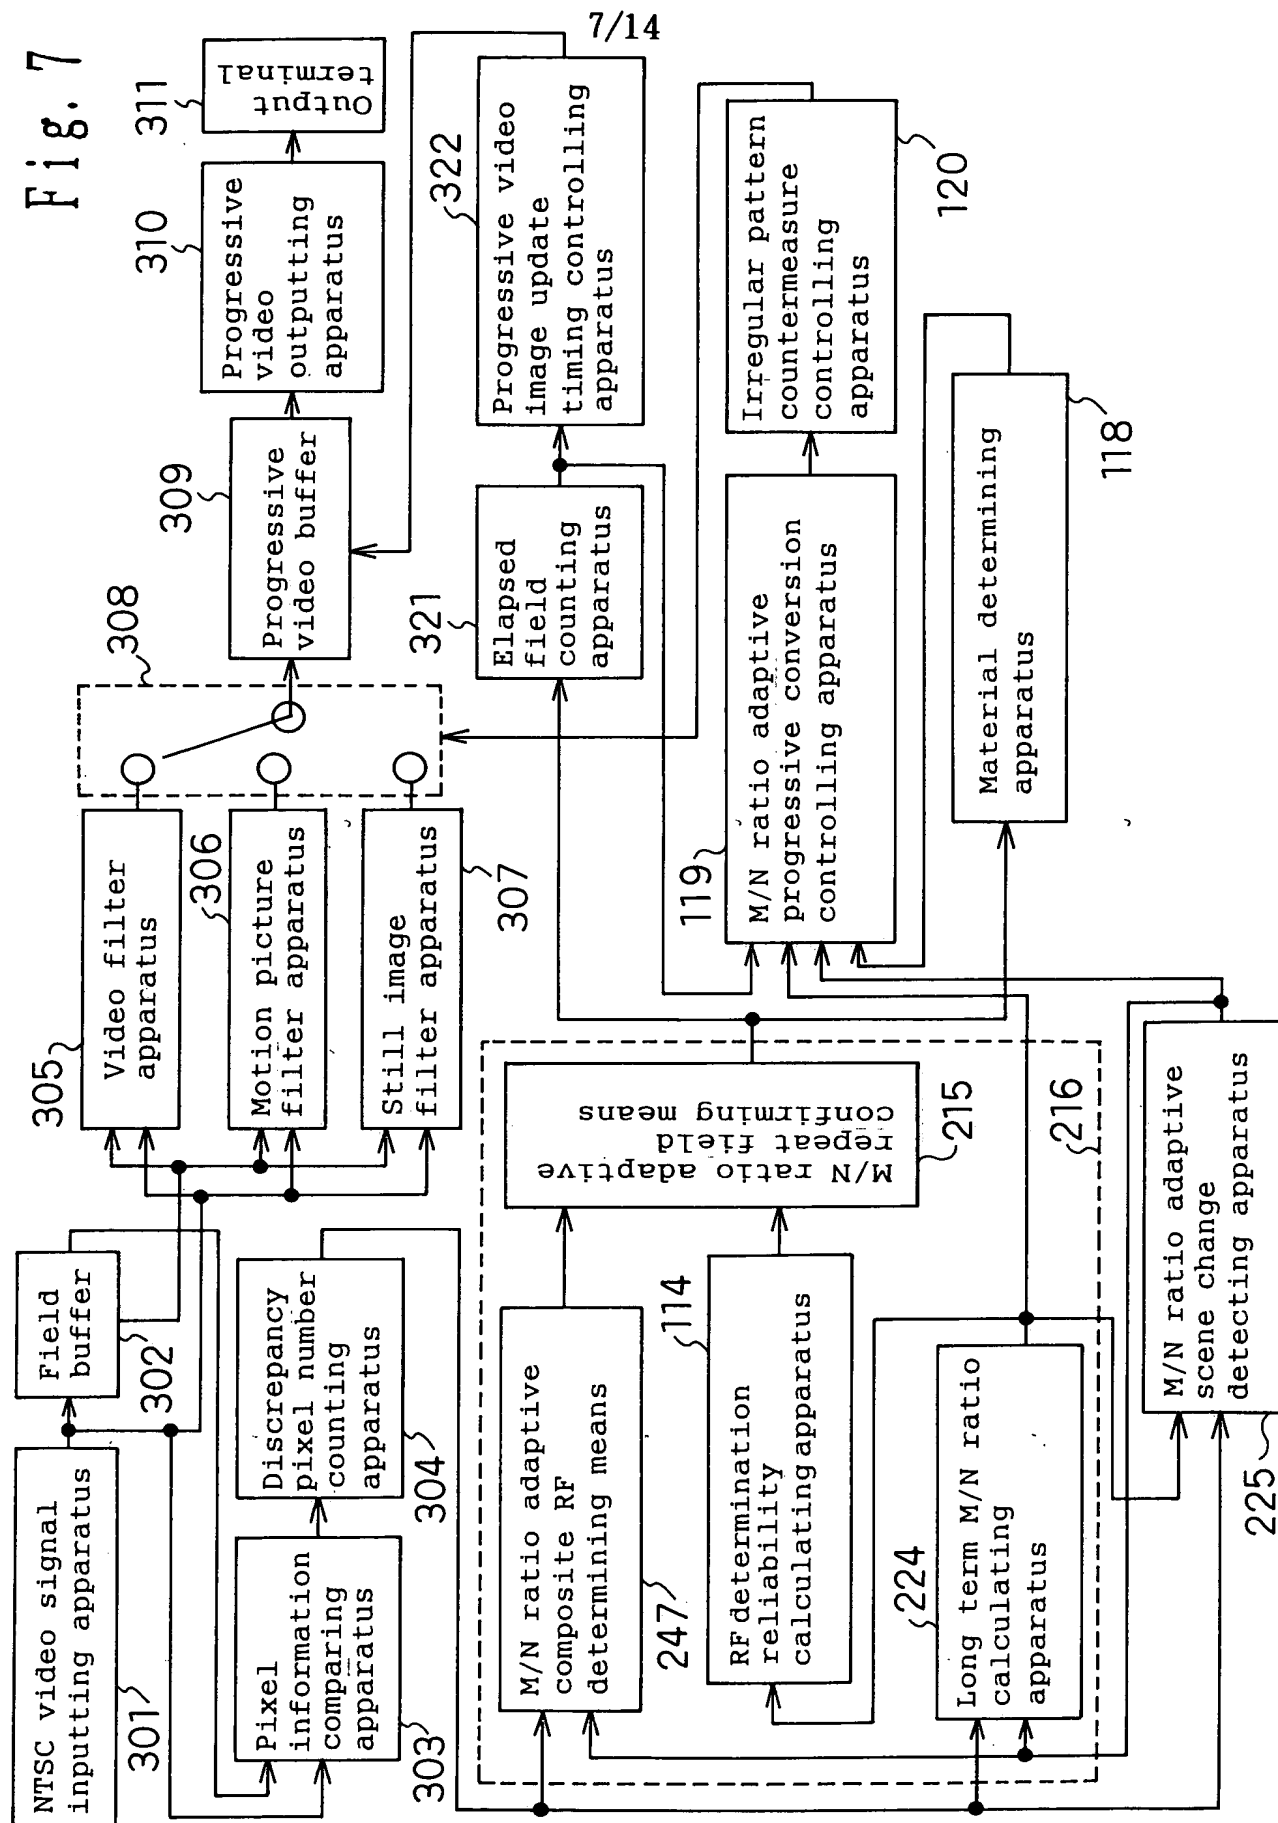 7/14
Fig. 7
NTSC video signal
inputting apparatus
301
Field
buffer
302
Pixel
information
comparing
apparatus
303
Discrepancy
pixel number
counting
apparatus
304
305
Video filter
apparatus
306
Motion picture
filter apparatus
Still image
filter apparatus
307
308
309
Progressive
video buffer
310
Progressive
video
outputting
apparatus
311
Output
terminal
321
Elapsed
field
counting
apparatus
322
Progressive video
image update
timing controlling
apparatus
M/N ratio adaptive
composite RF
determining means
247
114
RF determination
reliability
calculating apparatus
M/N ratio adaptive
repeat field
confirming means
215
216
224
Long term M/N ratio
calculating
apparatus
119
M/N ratio adaptive
progressive conversion
controlling apparatus
Irregular pattern
countermeasure
controlling
apparatus
120
Material determining
apparatus
118
M/N ratio adaptive
scene change
detecting apparatus
225